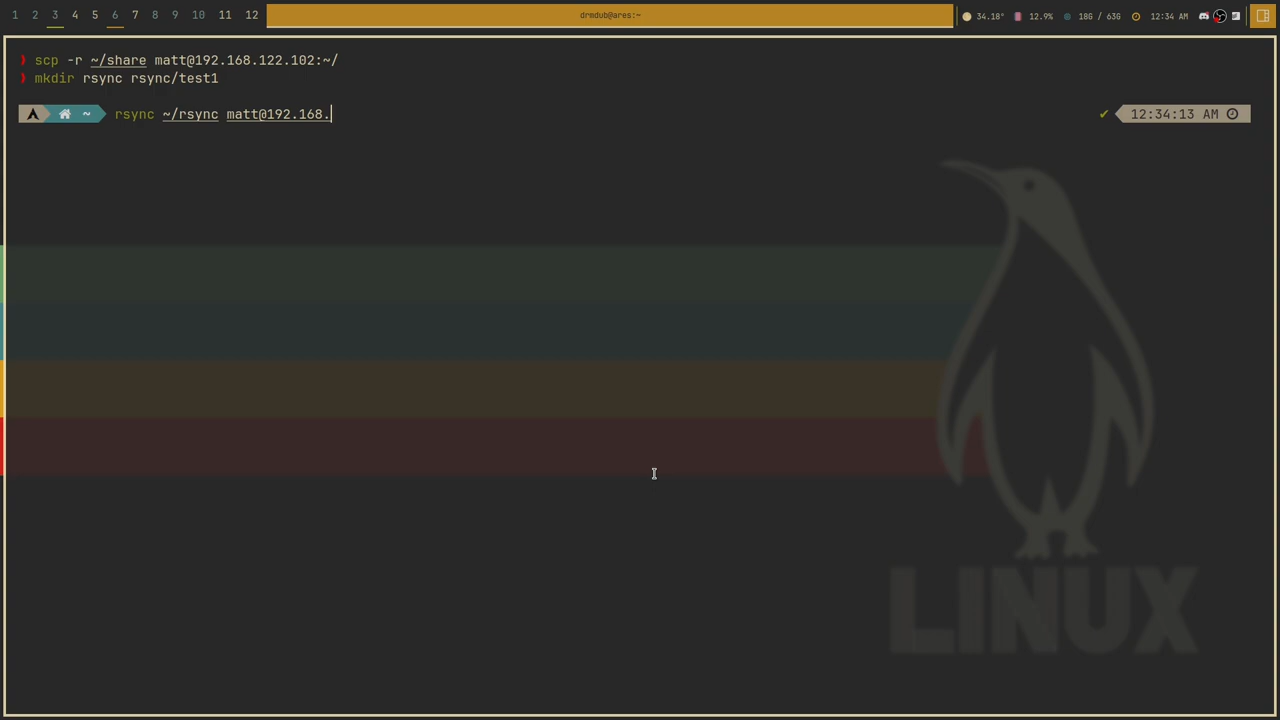 1 2 3 4 5 6 7 8 9 10 11 12 drmdub@ares:~ 34.18° 12.9% 18G / 63G 12:34 AM
❯ scp -r ~/share matt@192.168.122.102:~/
❯ mkdir rsync rsync/test1
~ rsync ~/rsync matt@192.168. ✔ 12:34:13 AM
LINUX